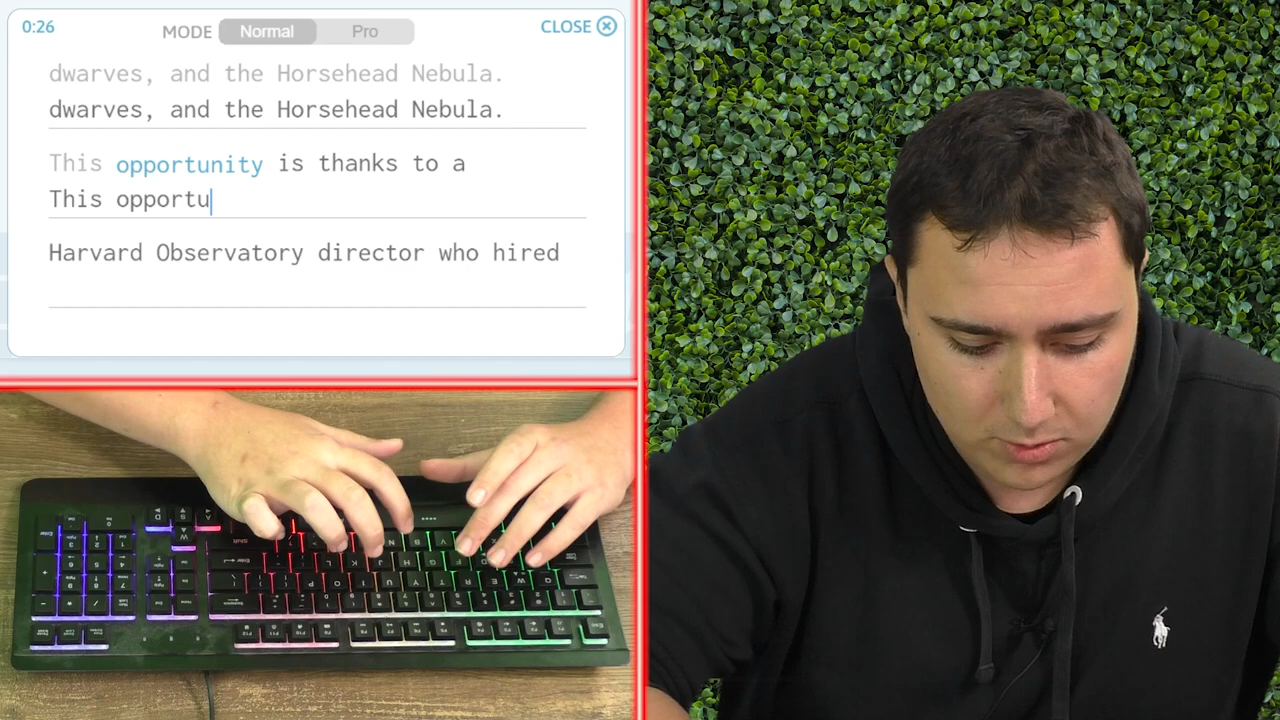 0:26 MODE Normal Pro CLOSE
dwarves, and the Horsehead Nebula.
dwarves, and the Horsehead Nebula.
This opportunity is thanks to a
This opportu
Harvard Observatory director who hired